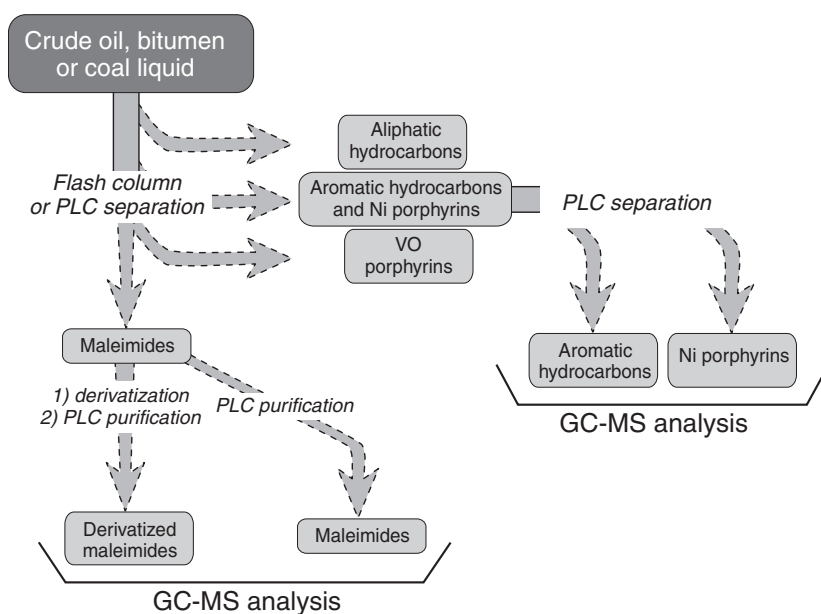 Crude oil, bitumen
or coal liquid
Aliphatic
hydrocarbons
Flash column
or PLC separation
Aromatic hydrocarbons
and Ni porphyrins
PLC separation
VO
porphyrins
Maleimides
Aromatic
hydrocarbons
Ni porphyrins
1) derivatization
2) PLC purification
PLC purification
GC-MS analysis
Derivatized
maleimides
Maleimides
GC-MS analysis